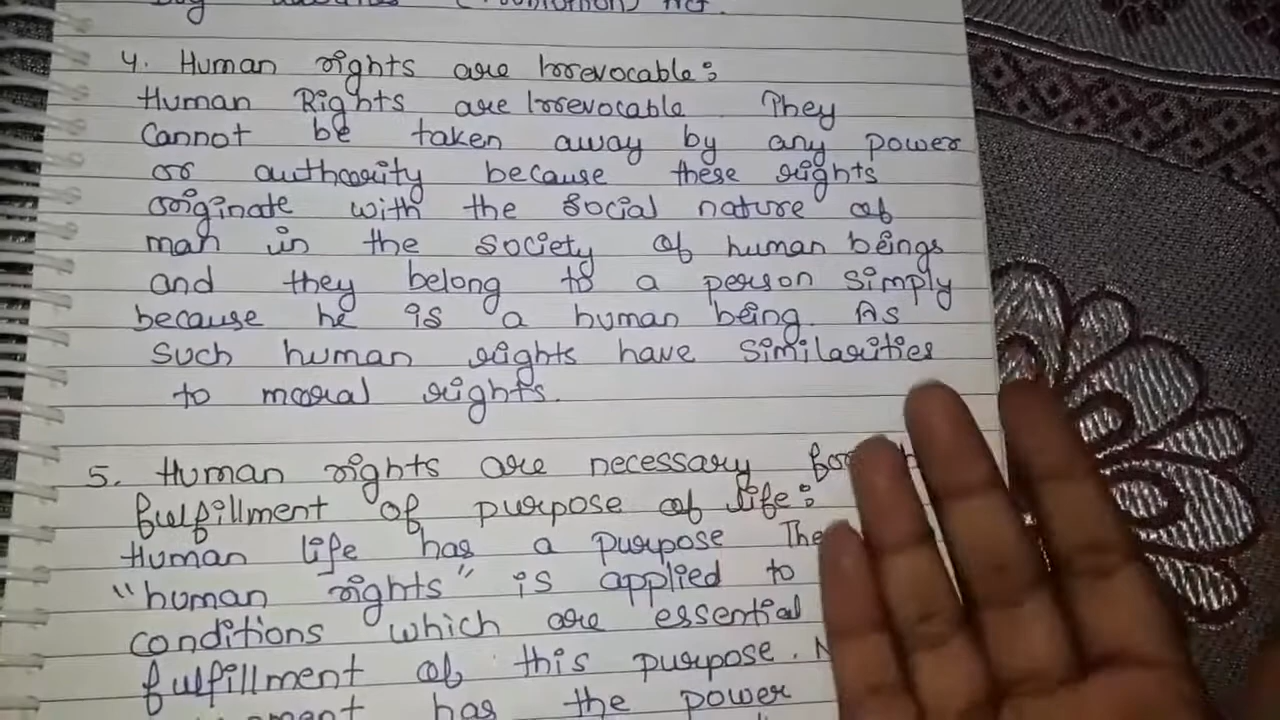 4. Human rights are Irrevocable:
Human Rights are Irrevocable They
cannot be taken away by any power
or authority because these rights
originate with the social nature of
man in the society of human beings
and they belong to a person simply
because he is a human being. As
such human rights have similarities
to moral rights.
5. Human rights are necessary for
fulfillment of purpose of life:
Human life has a purpose The
"human rights" is applied to
conditions which are essential
fulfillment of this purpose.
has the power